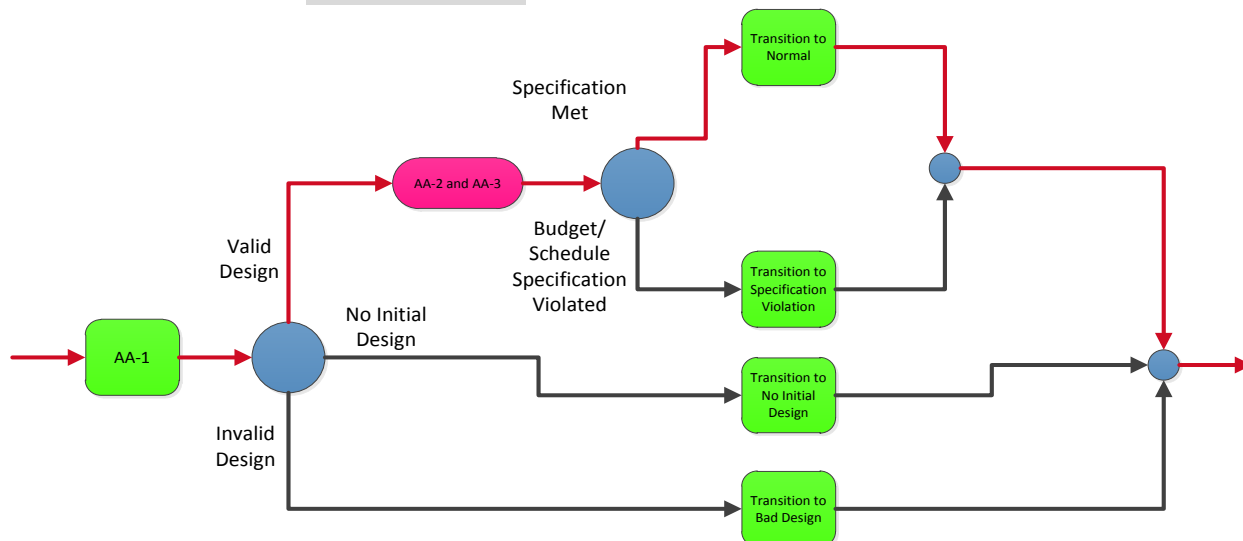 Transition to
Normal
Specification
Met
AA-2 and AA-3
Budget/
Schedule
Specification
Violated
Valid
Design
Transition to
Specification
Violation
No Initial
Design
AA-1
Transition to
No Initial
Design
Invalid
Design
Transition to
Bad Design